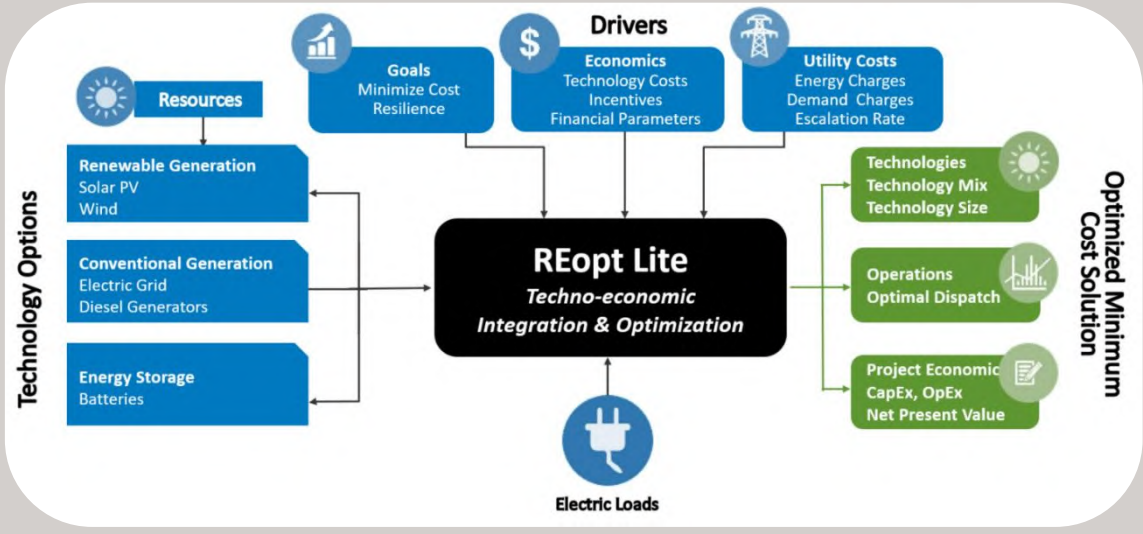 Drivers
Goals
Minimize Cost
Resilience
$
Economics
Technology Costs
Incentives
Financial Parameters
Utility Costs
Energy Charges
Demand Charges
Escalation Rate
Technology Options
Resources
Renewable Generation
Solar PV
Wind
Conventional Generation
Electric Grid
Diesel Generators
Energy Storage
Batteries
REopt Lite
Techno-economic
Integration & Optimization
Electric Loads
Technologies
Technology Mix
Technology Size
Operations
Optimal Dispatch
Project Economic
CapEx, OpEx
Net Present Value
Optimized Minimum
Cost Solution